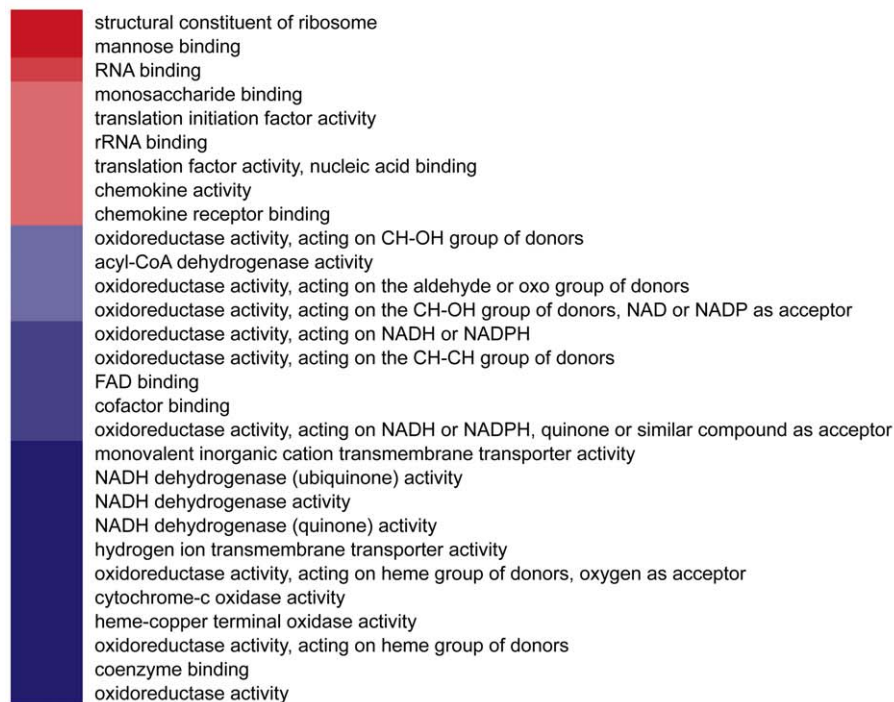 structural constituent of ribosome
mannose binding
RNA binding
monosaccharide binding
translation initiation factor activity
rRNA binding
translation factor activity, nucleic acid binding
chemokine activity
chemokine receptor binding
oxidoreductase activity, acting on CH-OH group of donors
acyl-CoA dehydrogenase activity
oxidoreductase activity, acting on the aldehyde or oxo group of donors
oxidoreductase activity, acting on the CH-OH group of donors, NAD or NADP as acceptor
oxidoreductase activity, acting on NADH or NADPH
oxidoreductase activity, acting on the CH-CH group of donors
FAD binding
cofactor binding
oxidoreductase activity, acting on NADH or NADPH, quinone or similar compound as acceptor
monovalent inorganic cation transmembrane transporter activity
NADH dehydrogenase (ubiquinone) activity
NADH dehydrogenase activity
NADH dehydrogenase (quinone) activity
hydrogen ion transmembrane transporter activity
oxidoreductase activity, acting on heme group of donors, oxygen as acceptor
cytochrome-c oxidase activity
heme-copper terminal oxidase activity
oxidoreductase activity, acting on heme group of donors
coenzyme binding
oxidoreductase activity